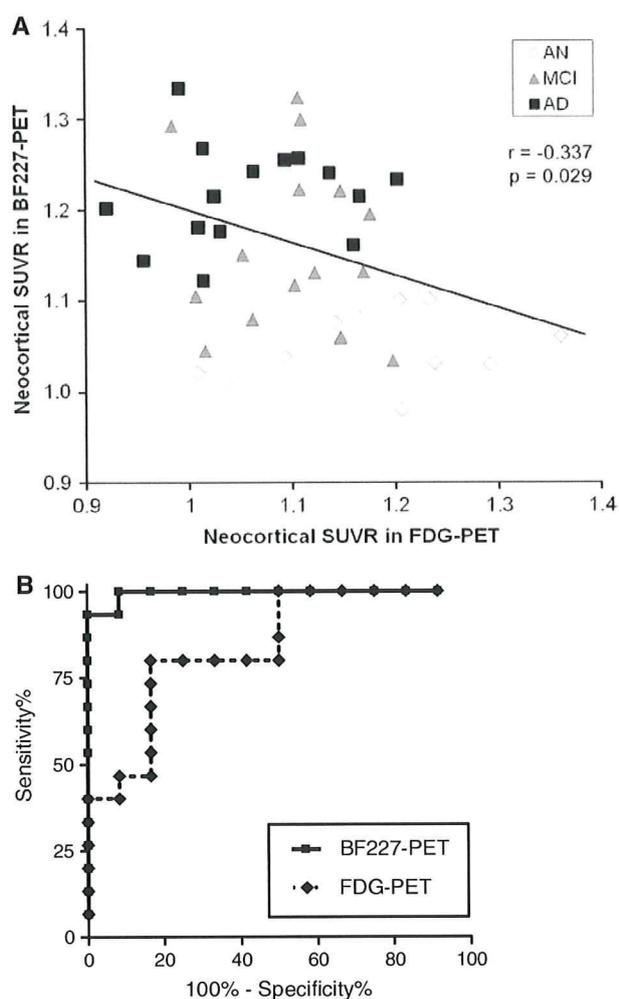 A
1.4
1.3
1.2
1.1
1.0
0.9
Neocortical SUVR in BF227-PET
AN
MCI
AD
r = -0.337
p = 0.029
0.9 1 1.1 1.2 1.3 1.4
Neocortical SUVR in FDG-PET
B
100
75
50
25
0
Sensitivity%
BF227-PET
FDG-PET
0 20 40 60 80 100
100% - Specificity%